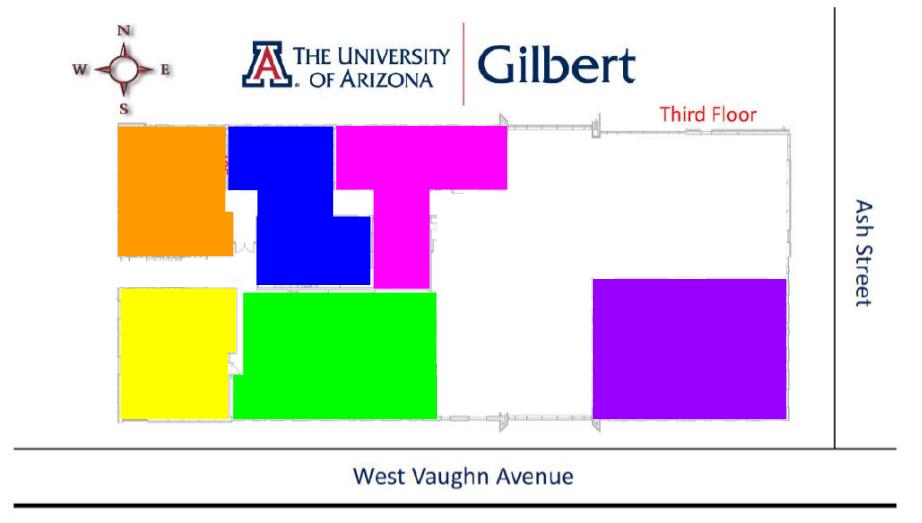 N
W E
S
A THE UNIVERSITY
OF ARIZONA
Gilbert
Third Floor
Ash Street
West Vaughn Avenue